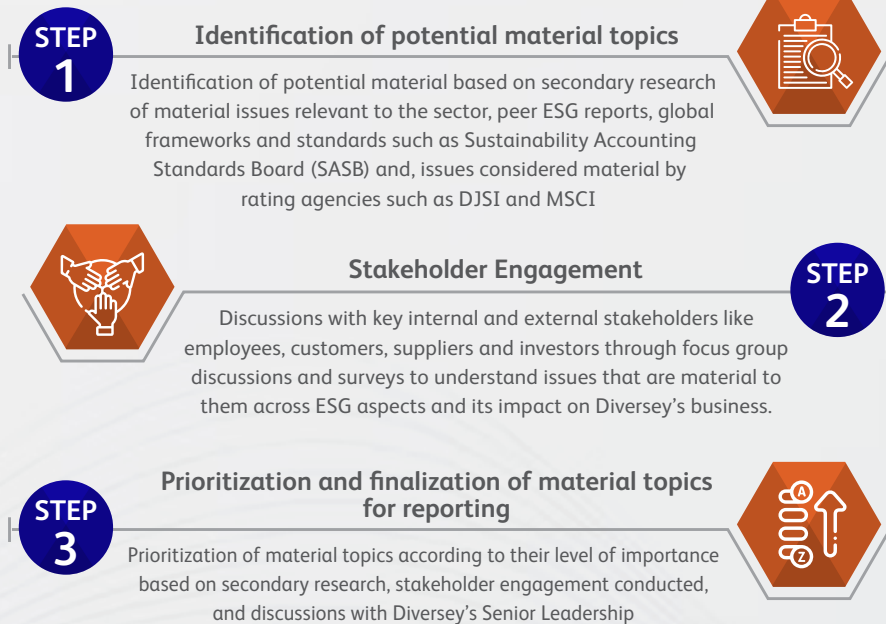 STEP
1
Identification of potential material topics
Identification of potential material based on secondary research
of material issues relevant to the sector, peer ESG reports, global
frameworks and standards such as Sustainability Accounting
Standards Board (SASB) and, issues considered material by
rating agencies such as DJSI and MSCI
Stakeholder Engagement
STEP
2
Discussions with key internal and external stakeholders like
employees, customers, suppliers and investors through focus group
discussions and surveys to understand issues that are material to
them across ESG aspects and its impact on Diversey’s business.
STEP
3
Prioritization and finalization of material topics
for reporting
A
Z
Prioritization of material topics according to their level of importance
based on secondary research, stakeholder engagement conducted,
and discussions with Diversey’s Senior Leadership